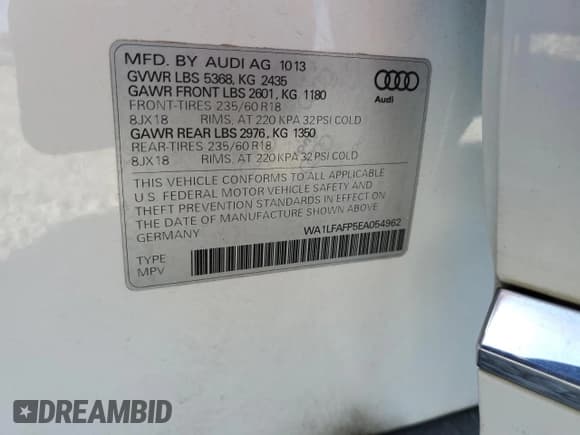 MFD. BY AUDI AG 10 13
GVWR LBS 5368, KG 2435
GAWR FRONT LBS 2601, KG 1180
FRONT-TIRES 235/60 R18
8JX18 RIMS, AT 220 KPA 32 PSI COLD
GAWR REAR LBS 2976, KG 1350
REAR-TIRES 235/60 R18
8JX18 RIMS, AT 220 KPA 32 PSI COLD
Audi
THIS VEHICLE CONFORMS TO ALL APPLICABLE
U.S. FEDERAL MOTOR VEHICLE SAFETY AND
THEFT PREVENTION STANDARDS IN EFFECT ON
THE DATE OF MANUFACTURE SHOWN ABOVE.
GERMANY
WA1LFAFP5EA054962
TYPE
MPV
DREAMBID